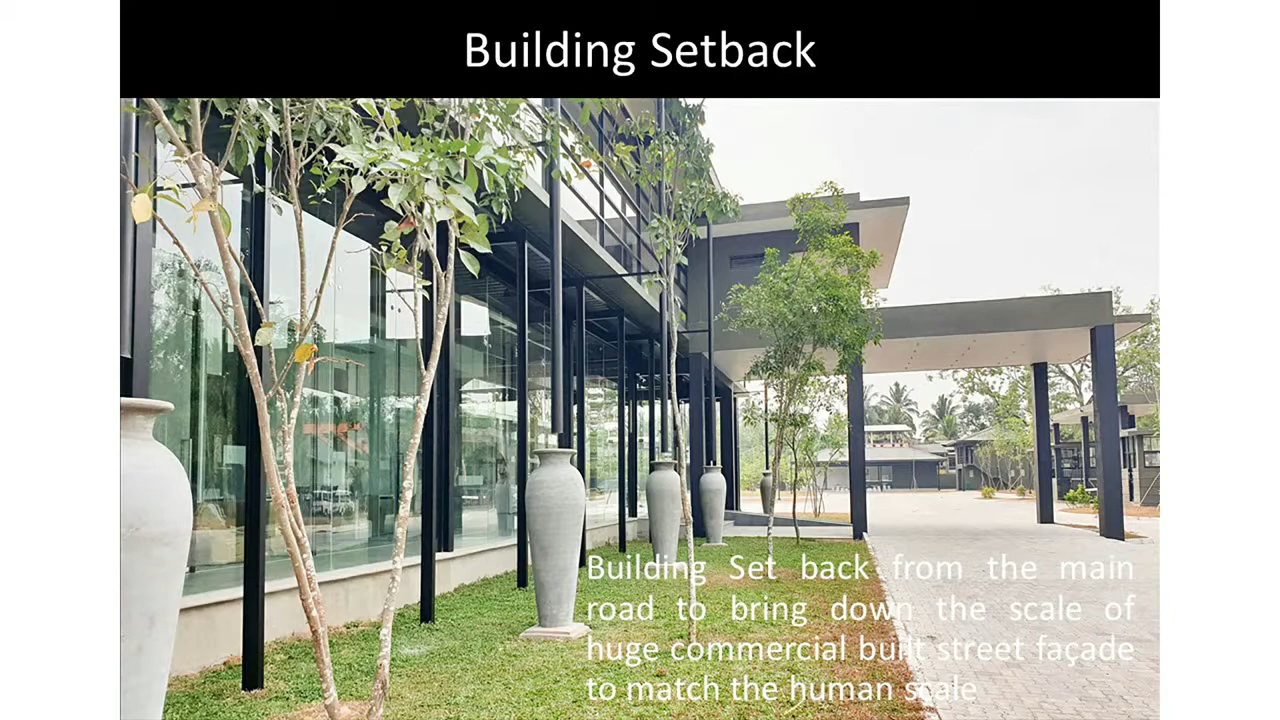 Building Setback
Building Set back from the main
road to bring down the scale of
huge commercial built street façade
to match the human scale